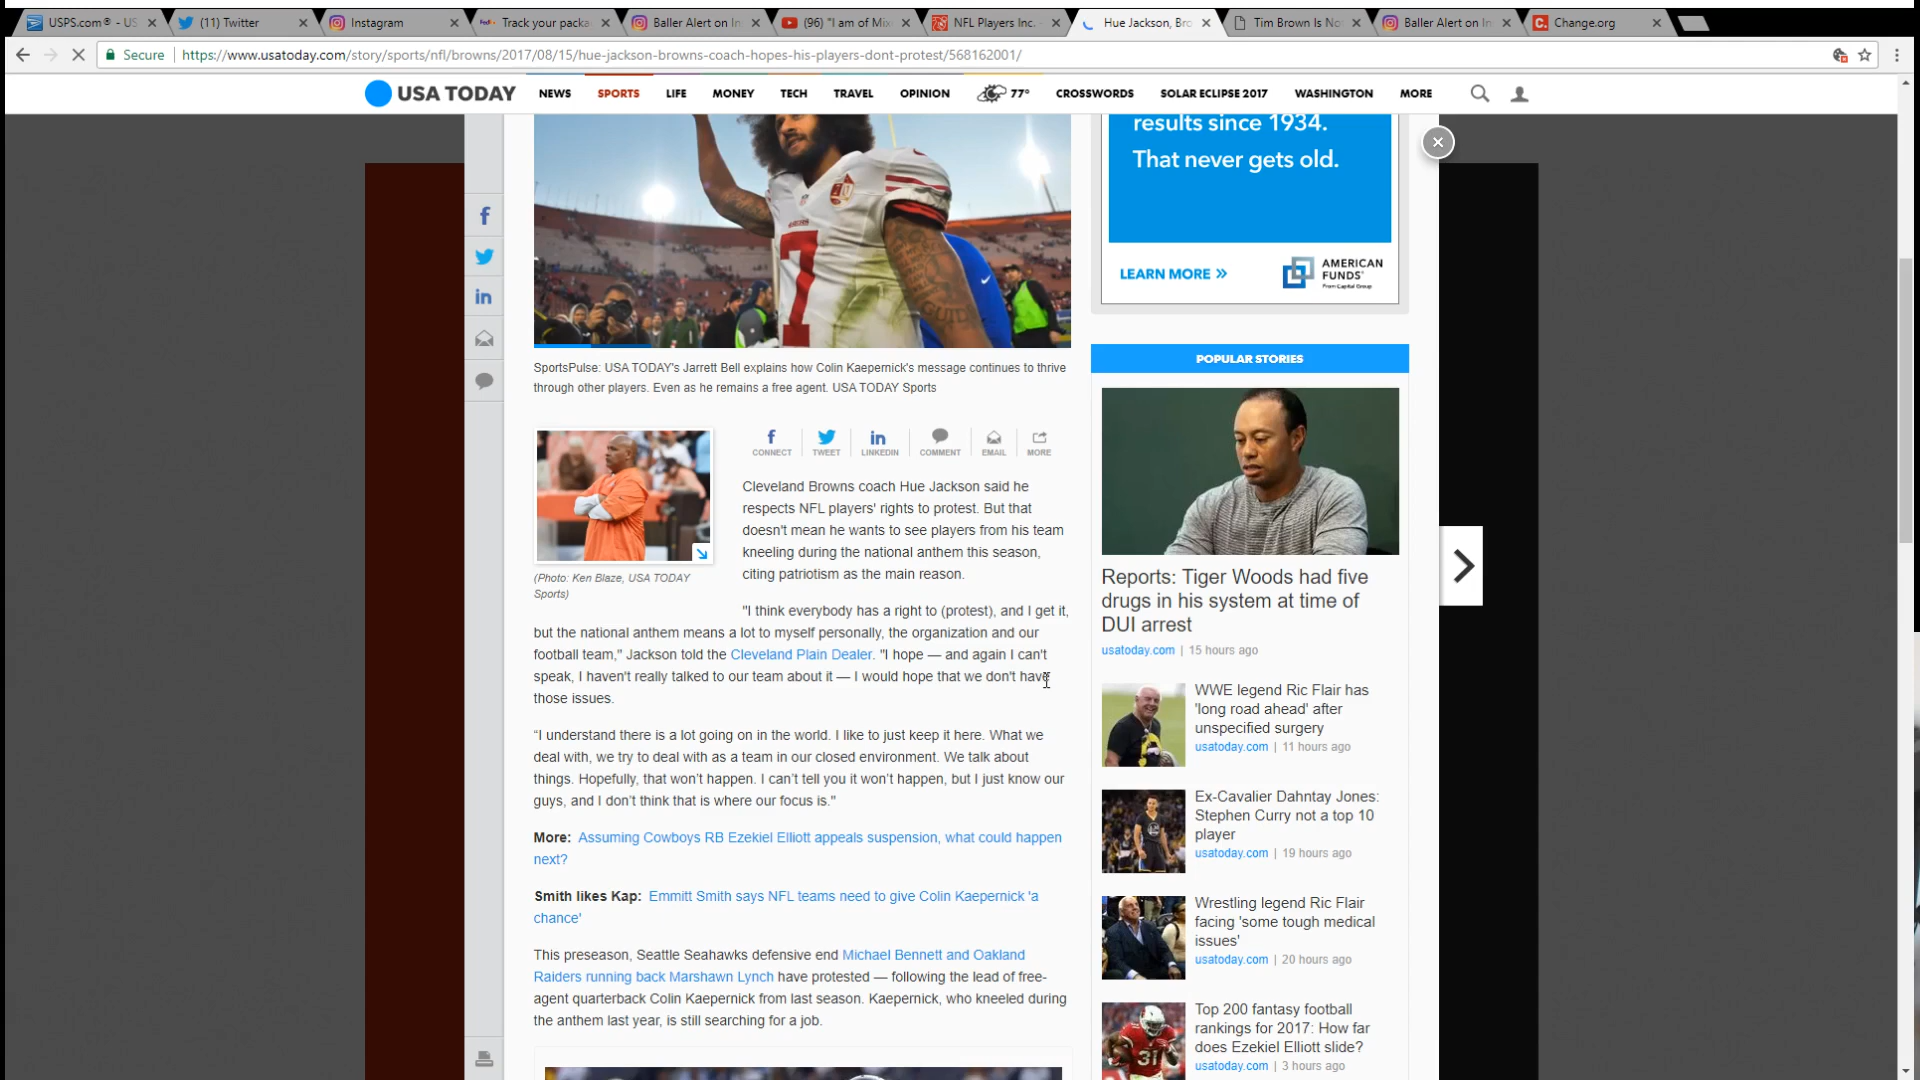 USPS.com® - US
(11) Twitter
Instagram
Track your packa
Baller Alert on In
(96) "I am of Mixe
NFL Players Inc. -
Hue Jackson, Bro
Tim Brown Is No
Baller Alert on In
Change.org
Secure
https://www.usatoday.com/story/sports/nfl/browns/2017/08/15/hue-jackson-browns-coach-hopes-his-players-dont-protest/568162001/
USA TODAY
NEWS
SPORTS
LIFE
MONEY
TECH
TRAVEL
OPINION
77°
CROSSWORDS
SOLAR ECLIPSE 2017
WASHINGTON
MORE
7
SportsPulse: USA TODAY's Jarrett Bell explains how Colin Kaepernick's message continues to thrive
through other players. Even as he remains a free agent. USA TODAY Sports
(Photo: Ken Blaze, USA TODAY
Sports)
CONNECT
TWEET
LINKEDIN
COMMENT
EMAIL
MORE
Cleveland Browns coach Hue Jackson said he
respects NFL players' rights to protest. But that
doesn't mean he wants to see players from his team
kneeling during the national anthem this season,
citing patriotism as the main reason.
"I think everybody has a right to (protest), and I get it,
but the national anthem means a lot to myself personally, the organization and our
football team," Jackson told the Cleveland Plain Dealer. "I hope — and again I can't
speak, I haven't really talked to our team about it — I would hope that we don't have
those issues.
“I understand there is a lot going on in the world. I like to just keep it here. What we
deal with, we try to deal with as a team in our closed environment. We talk about
things. Hopefully, that won’t happen. I can’t tell you it won’t happen, but I just know our
guys, and I don’t think that is where our focus is."
More: Assuming Cowboys RB Ezekiel Elliott appeals suspension, what could happen
next?
Smith likes Kap: Emmitt Smith says NFL teams need to give Colin Kaepernick 'a
chance'
This preseason, Seattle Seahawks defensive end Michael Bennett and Oakland
Raiders running back Marshawn Lynch have protested — following the lead of free-
agent quarterback Colin Kaepernick from last season. Kaepernick, who kneeled during
the anthem last year, is still searching for a job.
results since 1934.
That never gets old.
LEARN MORE
AMERICAN
FUNDS®
From Capital Group
POPULAR STORIES
Reports: Tiger Woods had five
drugs in his system at time of
DUI arrest
usatoday.com | 15 hours ago
WWE legend Ric Flair has
'long road ahead' after
unspecified surgery
usatoday.com | 11 hours ago
Ex-Cavalier Dahntay Jones:
Stephen Curry not a top 10
player
usatoday.com | 19 hours ago
Wrestling legend Ric Flair
facing 'some tough medical
issues'
usatoday.com | 20 hours ago
Top 200 fantasy football
rankings for 2017: How far
does Ezekiel Elliott slide?
usatoday.com | 3 hours ago
31